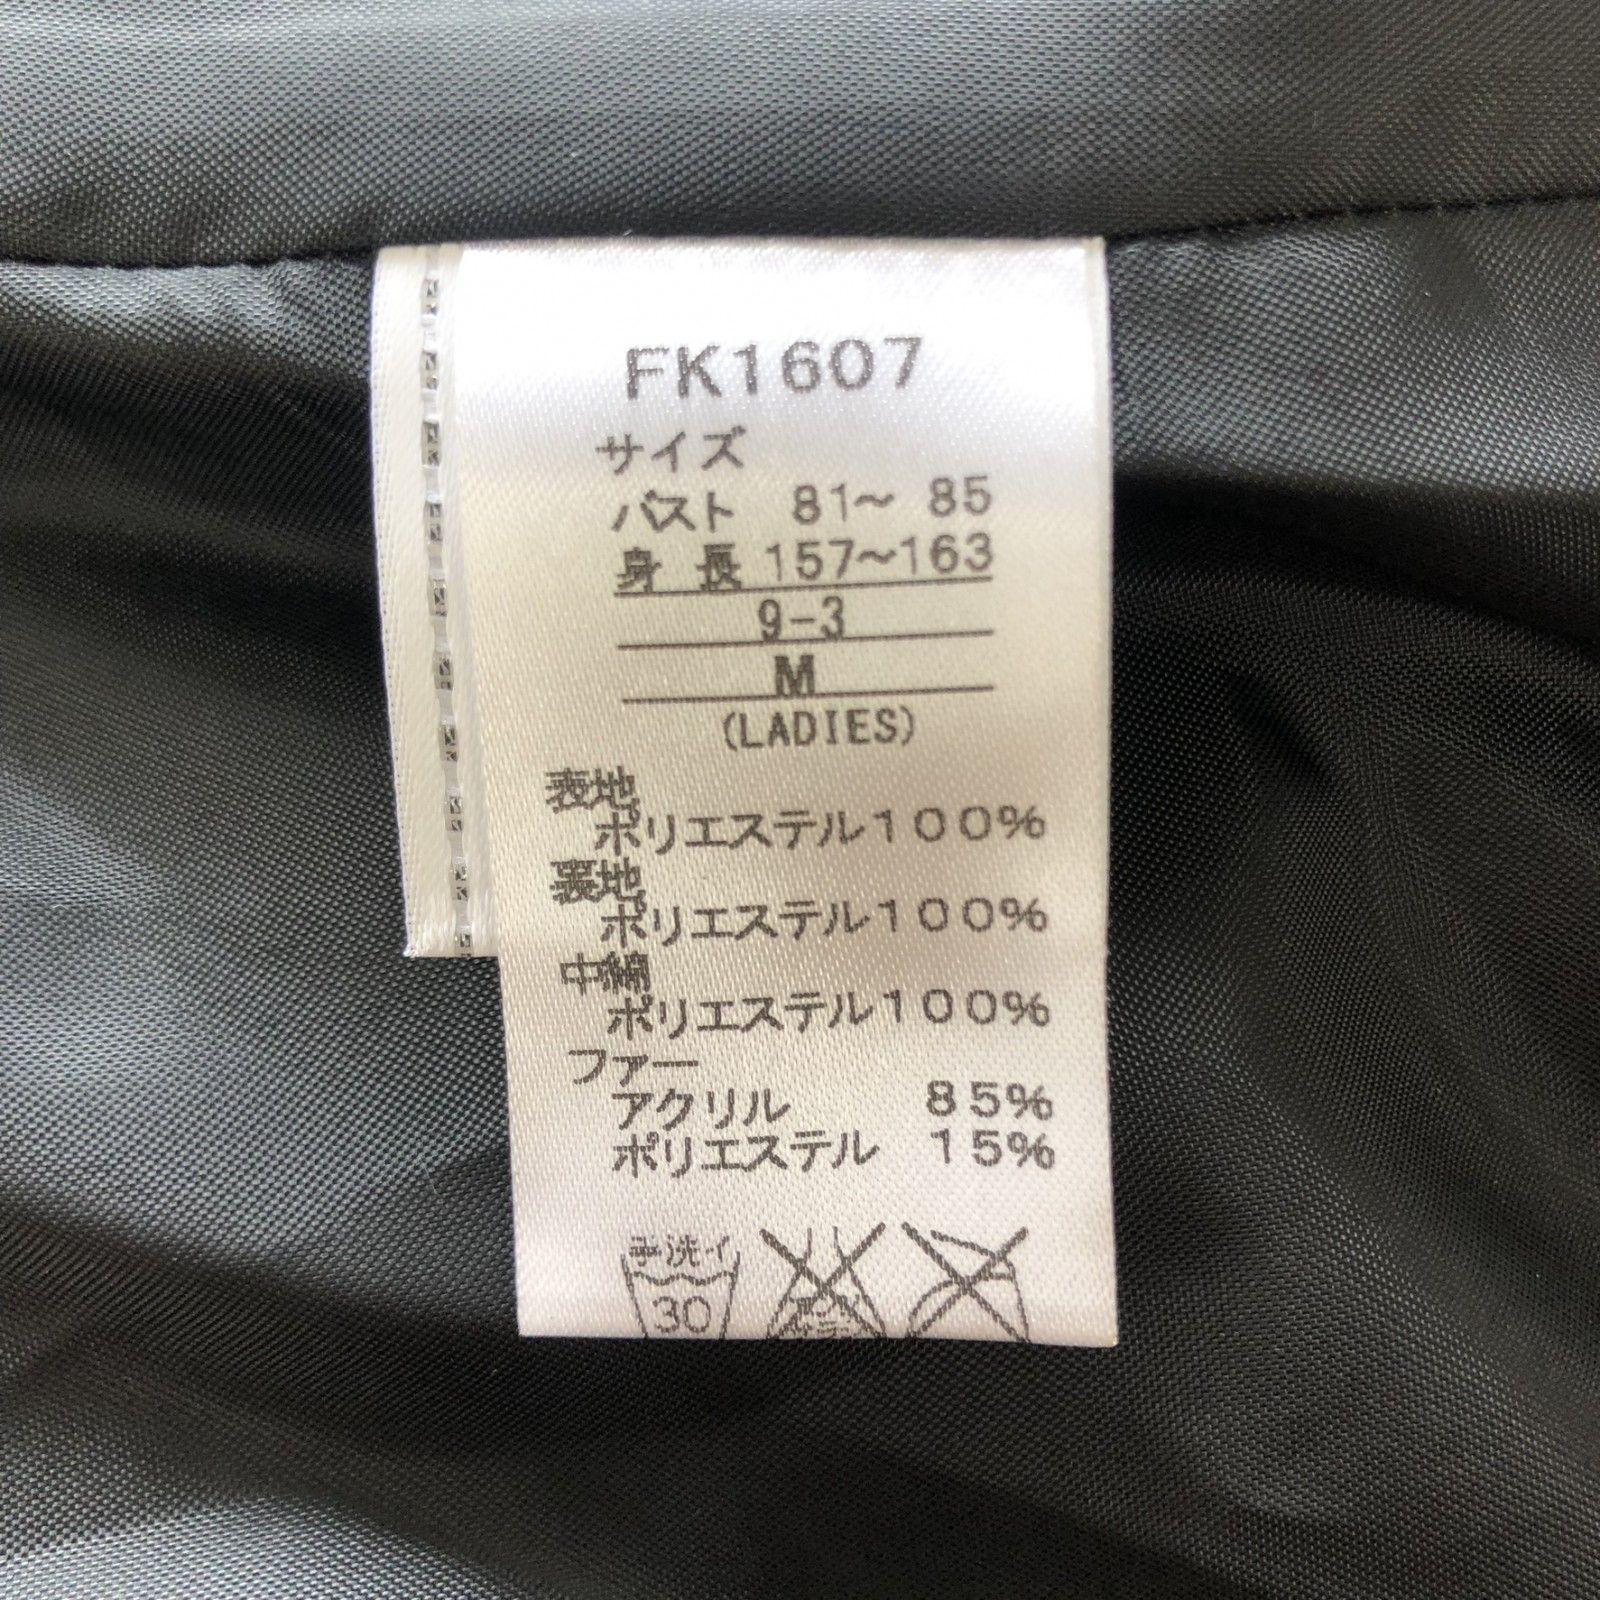 FK1607
サイズ
バスト 81～ 85
身 長 157～163
9-3
M
(LADIES)
表地
ポリエステル100%
裏地
ポリエステル100%
中綿
ポリエステル100%
ファー
アクリル 85%
ポリエステル 15%
手洗イ
30